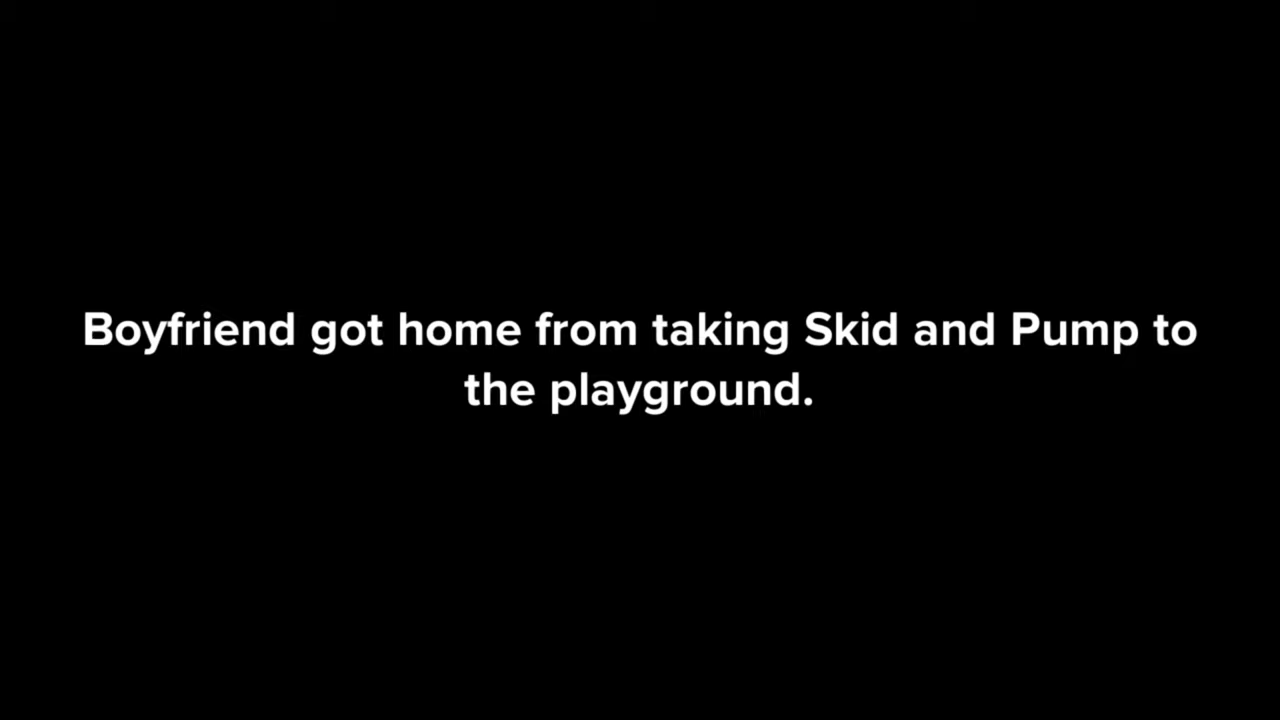 Boyfriend got home from taking Skid and Pump to
the playground.